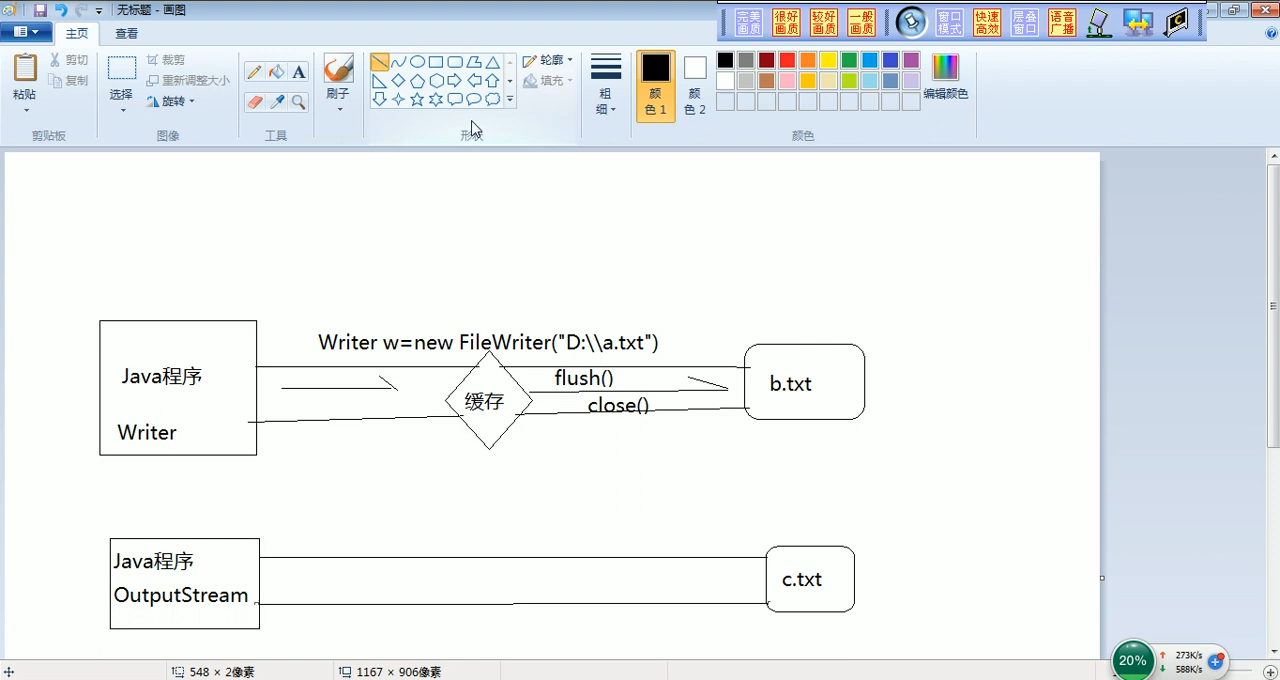 无标题 - 画图
完美画质
很好画质
较好画质
一般画质
窗口模式
快速高效
层叠窗口
语音广播
主页
查看
粘贴
剪切
复制
剪贴板
选择
裁剪
重新调整大小
旋转
图像
A
工具
刷子
轮廓
填充
形状
粗细
颜色 1
颜色 2
编辑颜色
颜色
Writer w=new FileWriter("D:\\a.txt")
Java程序
Writer
缓存
flush()
close()
b.txt
Java程序
OutputStream
c.txt
548 × 2像素
1167 × 906像素
20%
273K/s
588K/s